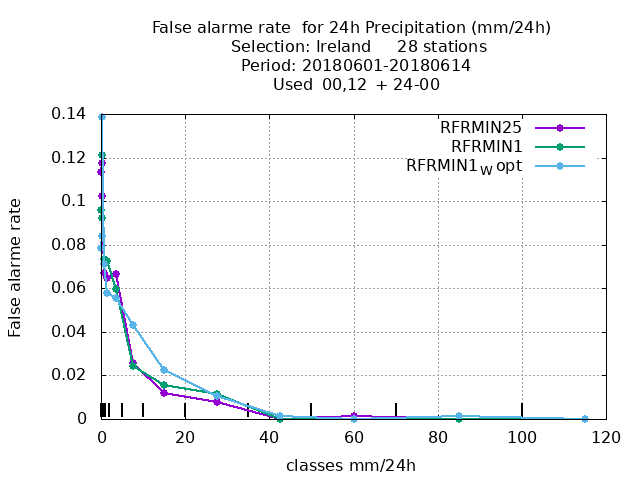 False alarme rate  for 24h Precipitation (mm/24h)
Selection: Ireland     28 stations
Period: 20180601-20180614
Used  00,12  + 24-00
RFRMIN25
RFRMIN1
RFRMIN1W opt
False alarme rate
0.14
0.12
0.1
0.08
0.06
0.04
0.02
0
0 20 40 60 80 100 120
classes mm/24h